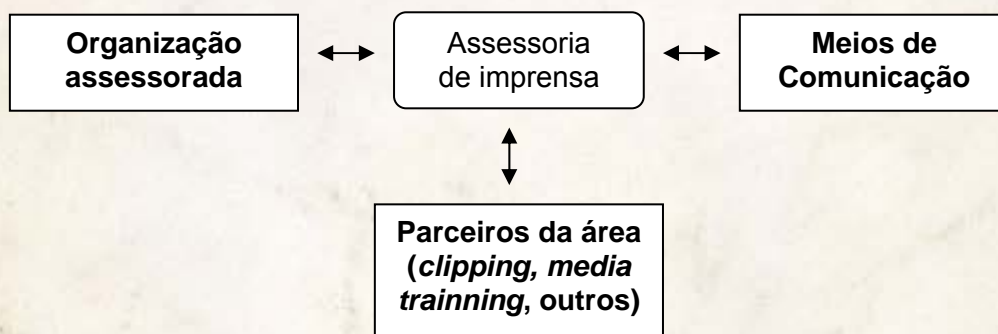 Organização
assessorada
Assessoria
de imprensa
Meios de
Comunicação
Parceiros da área
(clipping, media
trainning, outros)